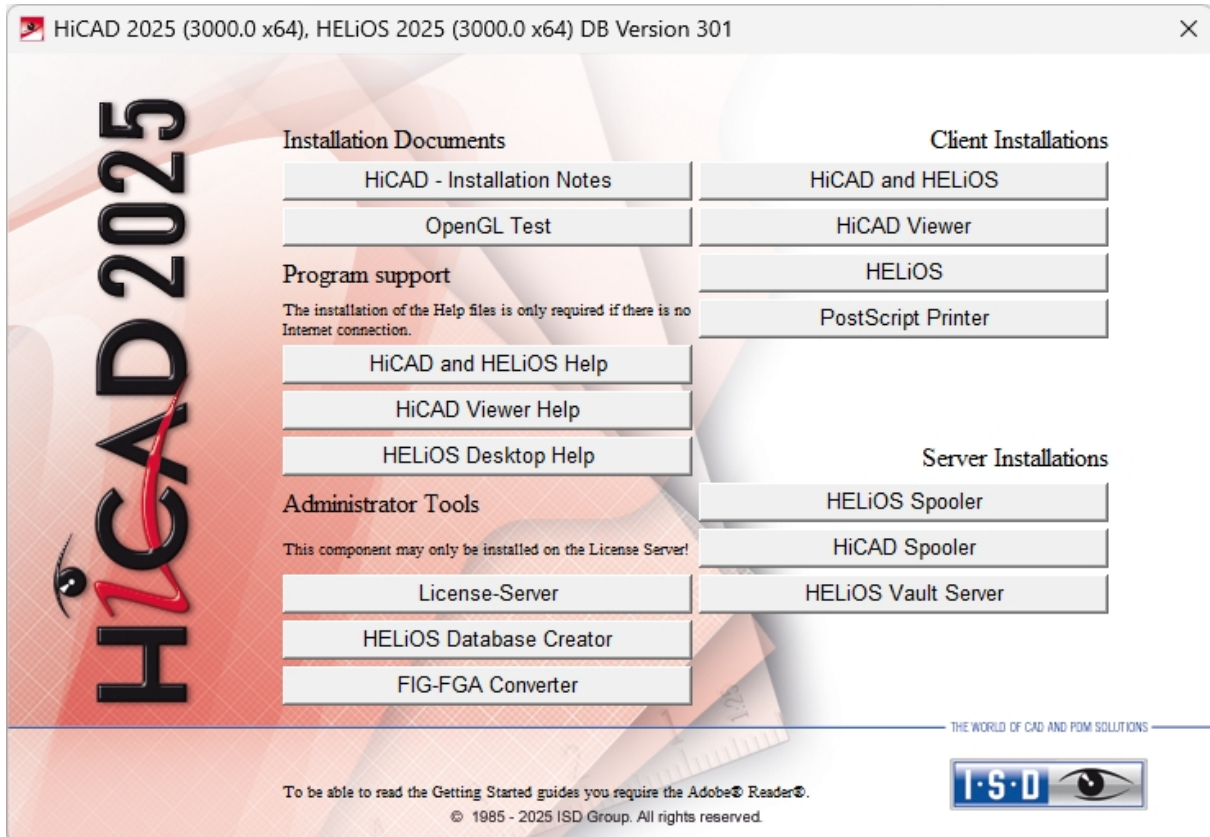 HiCAD 2025 (3000.0 x64), HELiOS 2025 (3000.0 x64) DB Version 301
HiCAD 2025
Installation Documents
HiCAD - Installation Notes
OpenGL Test
Program support
The installation of the Help files is only required if there is no
Internet connection.
HiCAD and HELiOS Help
HiCAD Viewer Help
HELiOS Desktop Help
Administrator Tools
This component may only be installed on the License Server!
License-Server
HELiOS Database Creator
FIG-FGA Converter
Client Installations
HiCAD and HELiOS
HiCAD Viewer
HELiOS
PostScript Printer
Server Installations
HELiOS Spooler
HiCAD Spooler
HELiOS Vault Server
THE WORLD OF CAD AND PDM SOLUTIONS
I·S·D
To be able to read the Getting Started guides you require the Adobe® Reader®.
© 1985 - 2025 ISD Group. All rights reserved.